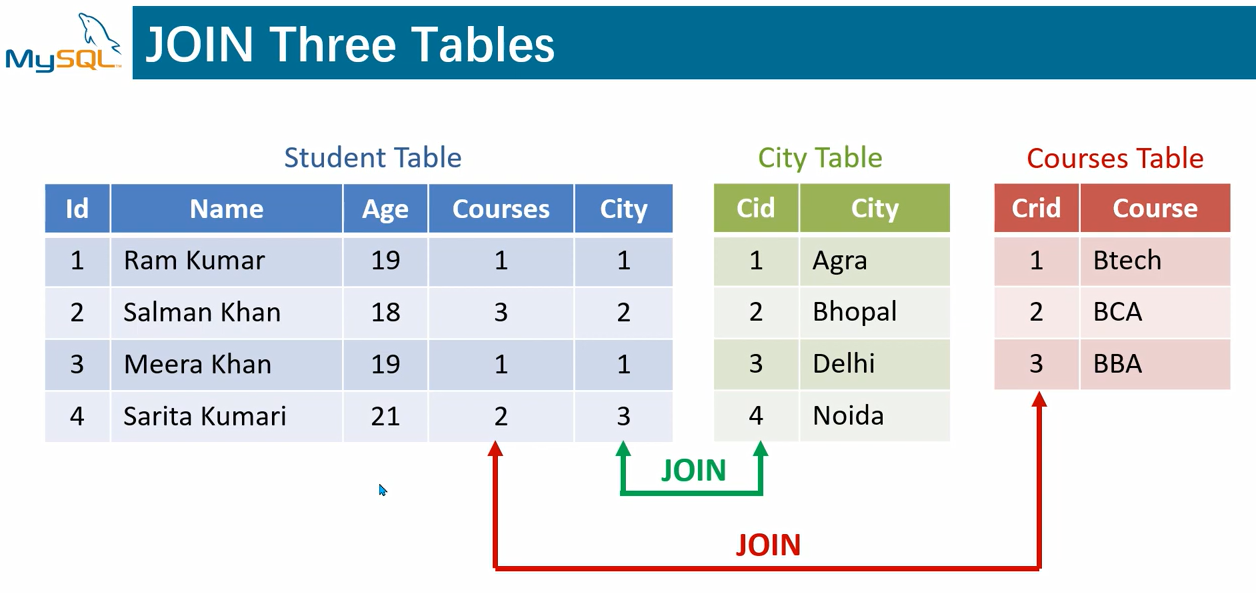 MySQL™
JOIN Three Tables
Student Table
Id Name Age Courses City
1 Ram Kumar 19 1 1
2 Salman Khan 18 3 2
3 Meera Khan 19 1 1
4 Sarita Kumari 21 2 3
City Table
Cid City
1 Agra
2 Bhopal
3 Delhi
4 Noida
Courses Table
Crid Course
1 Btech
2 BCA
3 BBA
JOIN
JOIN